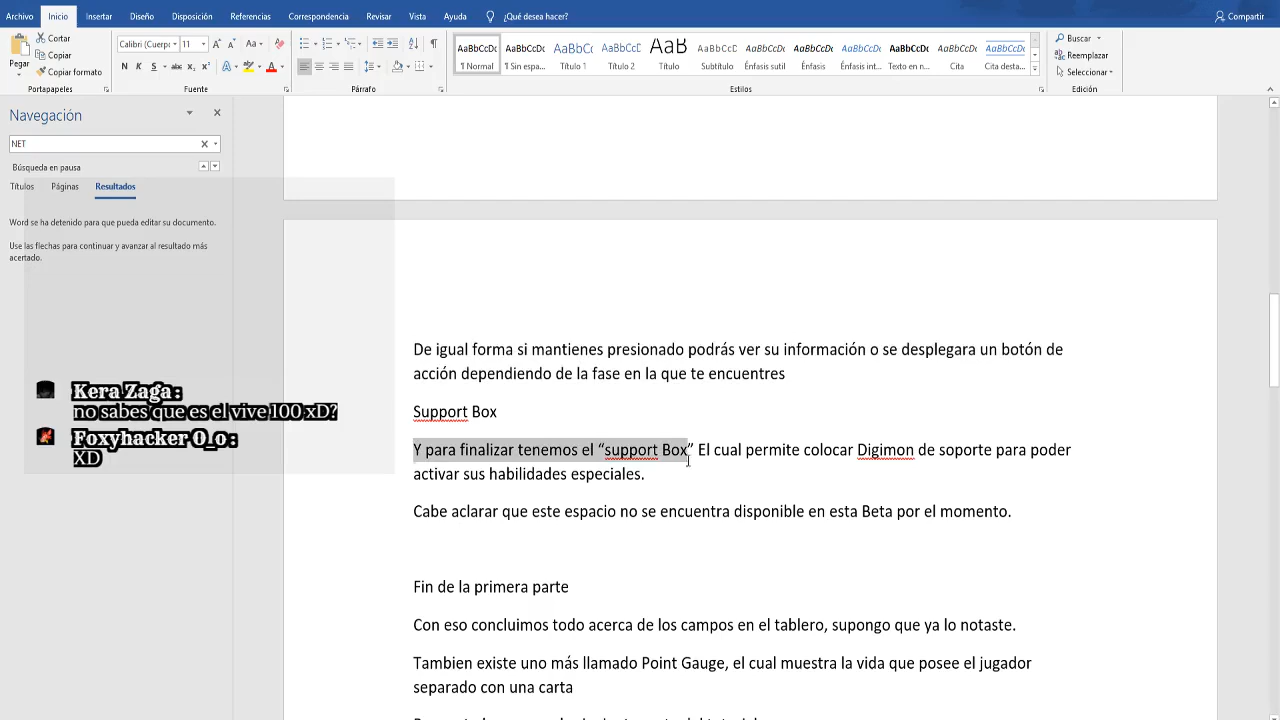 Archivo Inicio Insertar Diseño Disposición Referencias Correspondencia Revisar Vista Ayuda ¿Qué desea hacer? Compartir
Pegar
Cortar
Copiar
Copiar formato
Portapapeles
Calibri (Cuerp 11
Aa
N K S abc x₂ x²
Fuente
Párrafo
AaBbCcDc AaBbCcDc AaBbCc AaBbCcC AaB AaBbCcC AaBbCcDc AaBbCcDc AaBbCcDc AaBbCcDc AaBbCcDc AaBbCcDc
¶ Normal ¶ Sin espa... Título 1 Título 2 Título Subtítulo Énfasis sutil Énfasis Énfasis int... Texto en n... Cita Cita desta...
Estilos
Buscar
Reemplazar
Seleccionar
Edición
Navegación
NET
Búsqueda en pausa
Títulos Páginas Resultados
Word se ha detenido para que pueda editar su documento.
Use las flechas para continuar y avanzar al resultado más
acertado.
Kera Zaga :
no sabes que es el vive 100 xD?
Foxyhacker O_o :
XD
De igual forma si mantienes presionado podrás ver su información o se desplegara un botón de
acción dependiendo de la fase en la que te encuentres
Support Box
Y para finalizar tenemos el “support Box” El cual permite colocar Digimon de soporte para poder
activar sus habilidades especiales.
Cabe aclarar que este espacio no se encuentra disponible en esta Beta por el momento.
Fin de la primera parte
Con eso concluimos todo acerca de los campos en el tablero, supongo que ya lo notaste.
Tambien existe uno más llamado Point Gauge, el cual muestra la vida que posee el jugador
separado con una carta